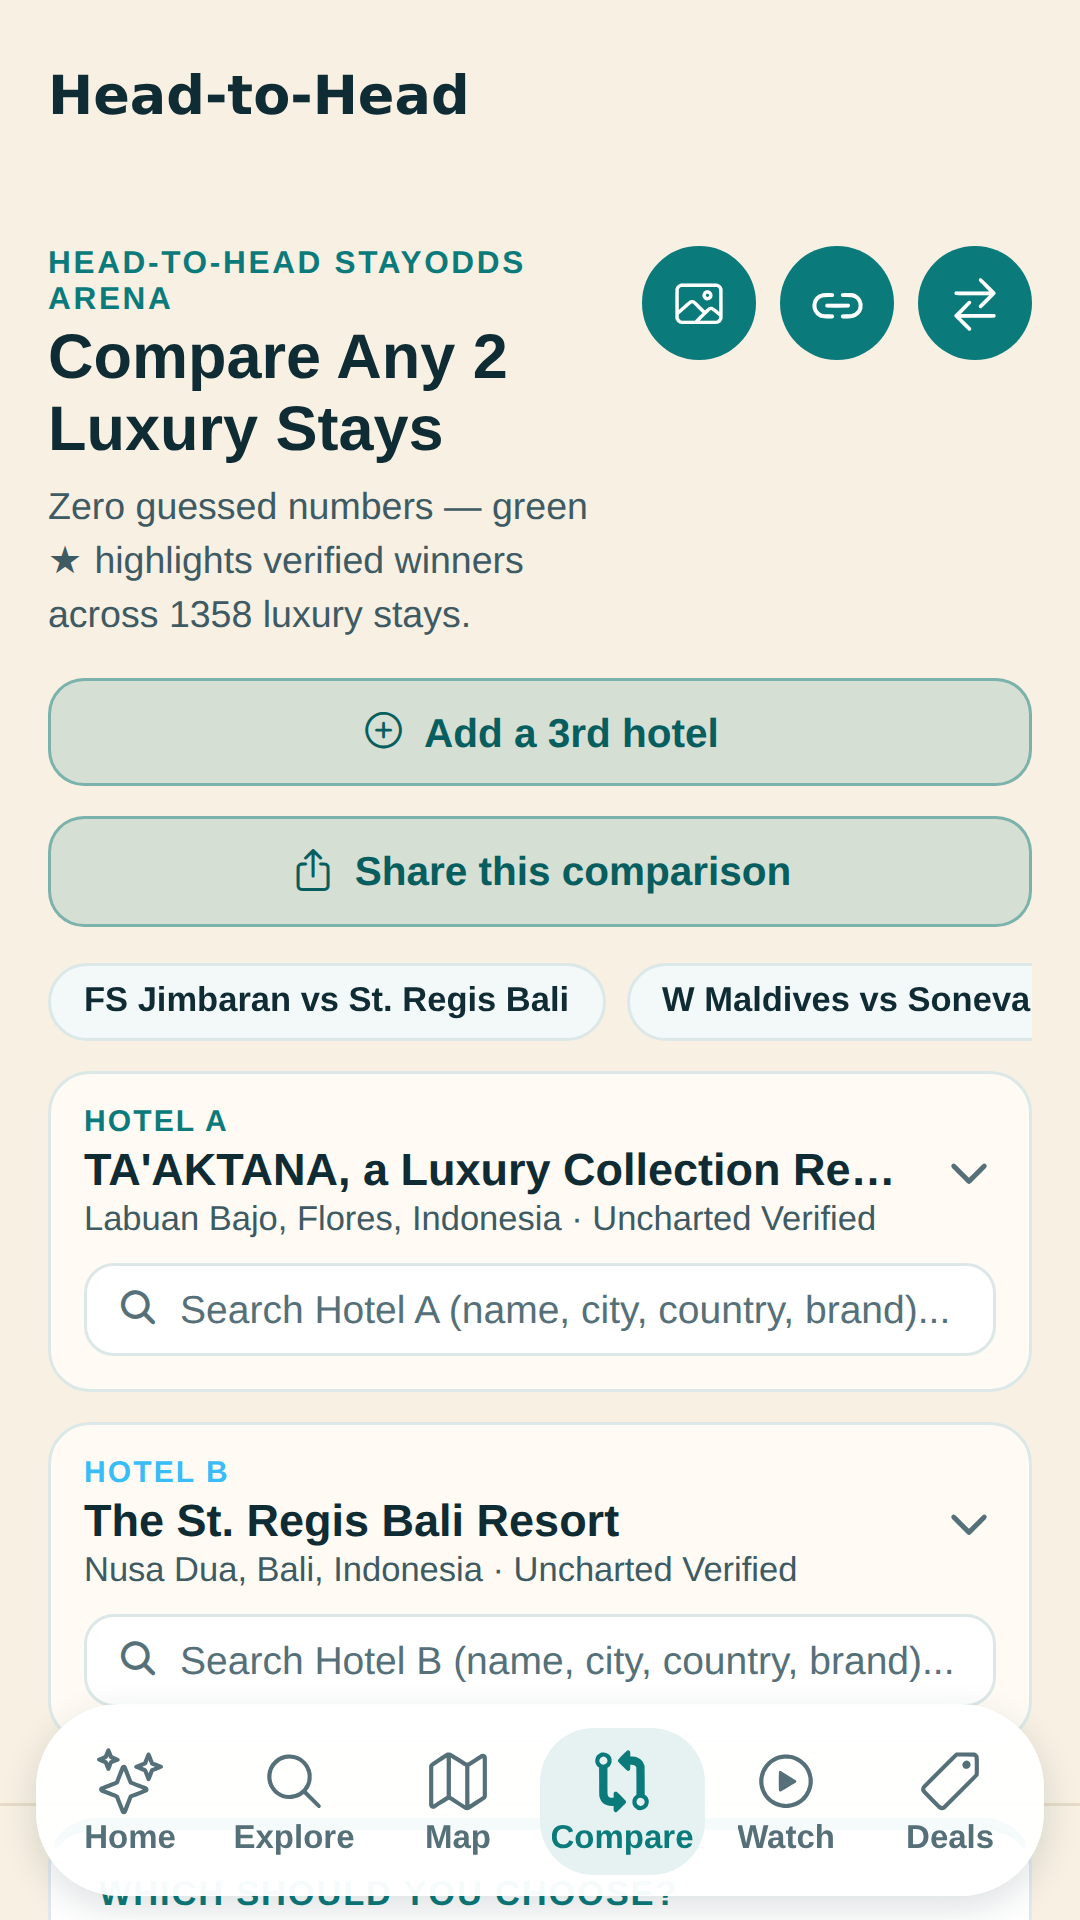 Head-to-Head
HEAD-TO-HEAD STAYODDS
ARENA
Compare Any 2
Luxury Stays
Zero guessed numbers — green
★ highlights verified winners
across 1358 luxury stays.
Add a 3rd hotel
Share this comparison
FS Jimbaran vs St. Regis Bali
W Maldives vs Soneva
HOTEL A
TA'AKTANA, a Luxury Collection Re...
Labuan Bajo, Flores, Indonesia · Uncharted Verified
Search Hotel A (name, city, country, brand)...
HOTEL B
The St. Regis Bali Resort
Nusa Dua, Bali, Indonesia · Uncharted Verified
Search Hotel B (name, city, country, brand)...
Home
Explore
Map
Compare
Watch
Deals
WHICH SHOULD YOU CHOOSE?